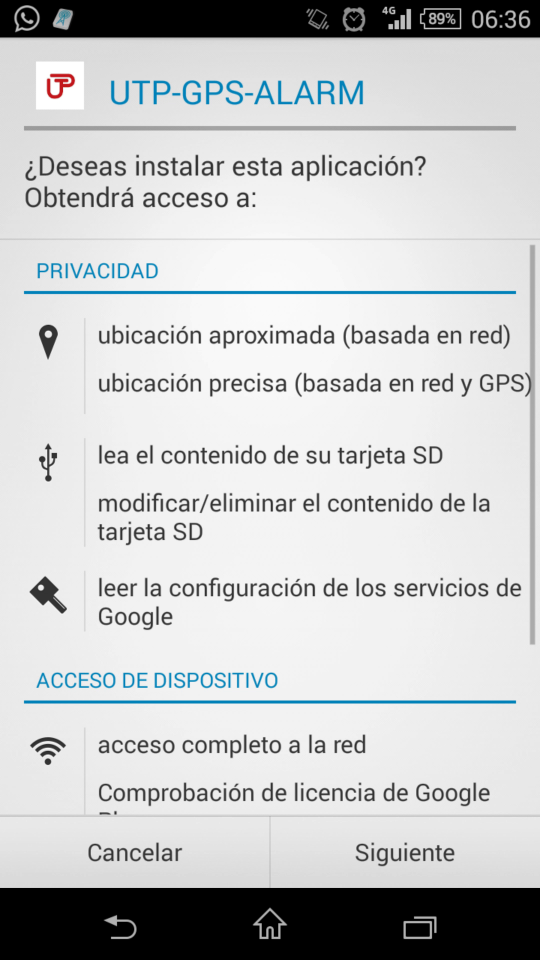 4G 89% 06:36
UTP UTP-GPS-ALARM
¿Deseas instalar esta aplicación?
Obtendrá acceso a:
PRIVACIDAD
ubicación aproximada (basada en red)
ubicación precisa (basada en red y GPS)
lea el contenido de su tarjeta SD
modificar/eliminar el contenido de la
tarjeta SD
leer la configuración de los servicios de
Google
ACCESO DE DISPOSITIVO
acceso completo a la red
Comprobación de licencia de Google
Cancelar Siguiente